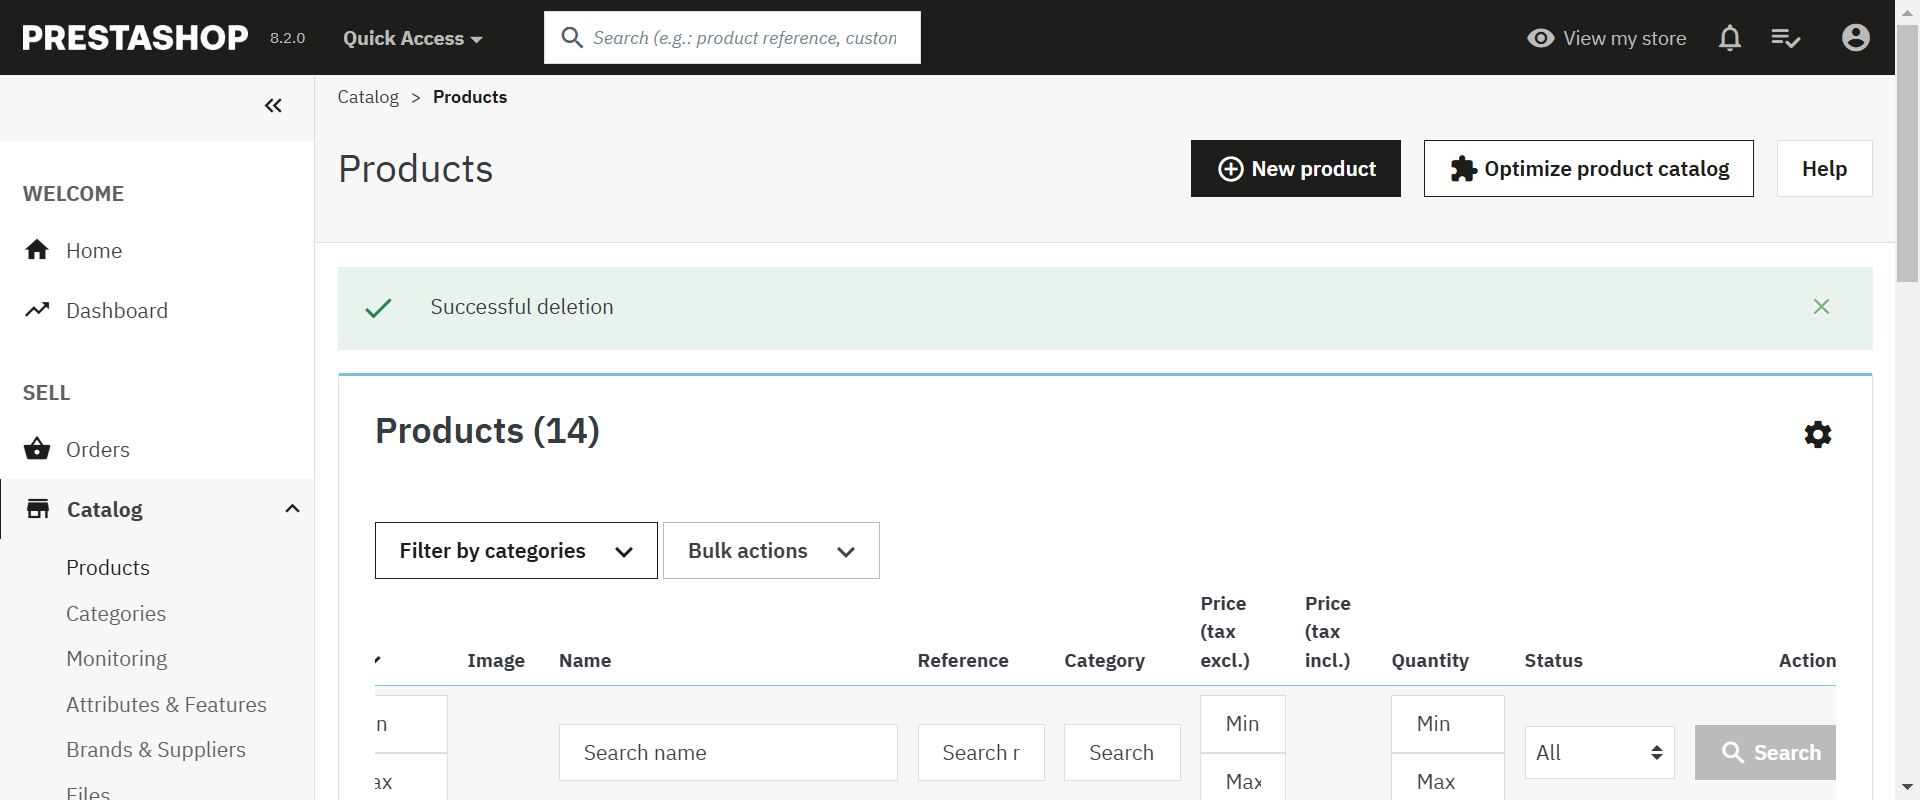 PRESTASHOP 8.2.0 Quick Access Search (e.g.: product reference, custon View my store
Catalog > Products
Products
New product Optimize product catalog Help
WELCOME
Home
Dashboard
SELL
Orders
Catalog
Products
Categories
Monitoring
Attributes & Features
Brands & Suppliers
Files
Successful deletion
Products (14)
Filter by categories Bulk actions
Image Name Reference Category Price (tax excl.) Price (tax incl.) Quantity Status Action
Min Min
Search name Search r Search All Search
Max Max